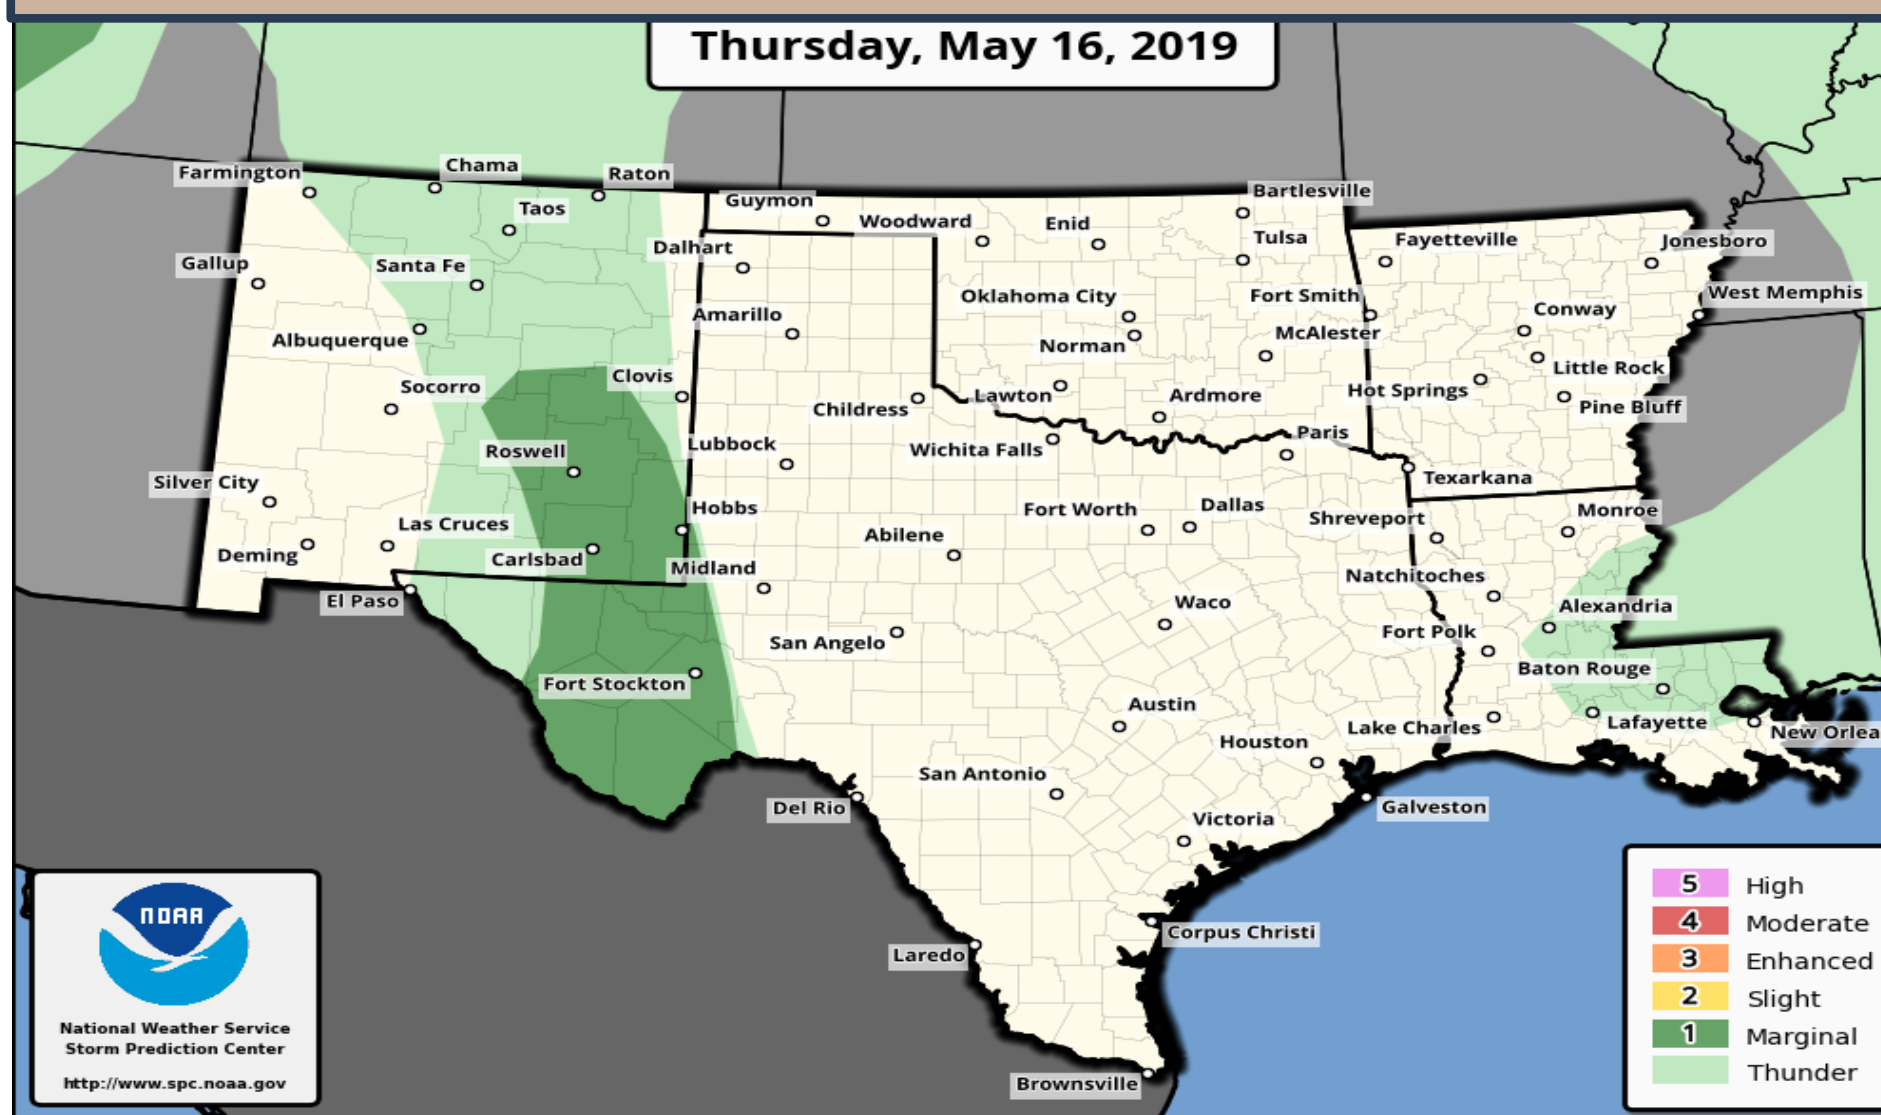 Thursday, May 16, 2019
Farmington
Chama
Raton
Taos
Guymon
Woodward
Enid
Bartlesville
Tulsa
Fayetteville
Jonesboro
Gallup
Santa Fe
Dalhart
Oklahoma City
Fort Smith
West Memphis
Albuquerque
Amarillo
Norman
McAlester
Conway
Little Rock
Socorro
Clovis
Childress
Lawton
Ardmore
Hot Springs
Pine Bluff
Roswell
Lubbock
Wichita Falls
Paris
Texarkana
Silver City
Las Cruces
Hobbs
Abilene
Fort Worth
Dallas
Shreveport
Monroe
Deming
Carlsbad
Midland
Natchitoches
El Paso
San Angelo
Waco
Alexandria
Fort Polk
Fort Stockton
Baton Rouge
Austin
Lake Charles
Lafayette
New Orlea
Houston
San Antonio
Del Rio
Galveston
Victoria
Corpus Christi
Laredo
Brownsville
NOAA
National Weather Service
Storm Prediction Center
http://www.spc.noaa.gov
5 High
4 Moderate
3 Enhanced
2 Slight
1 Marginal
Thunder